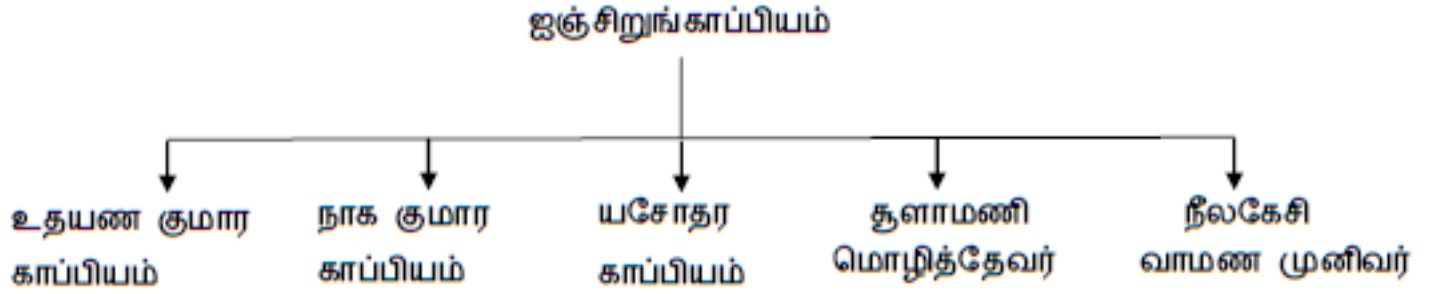 ஐஞ்சிறுங்காப்பியம்
உதயண குமார காப்பியம்
நாக குமார காப்பியம்
யசோதர காப்பியம்
சூளாமணி மொழித்தேவர்
நீலகேசி வாமண முனிவர்